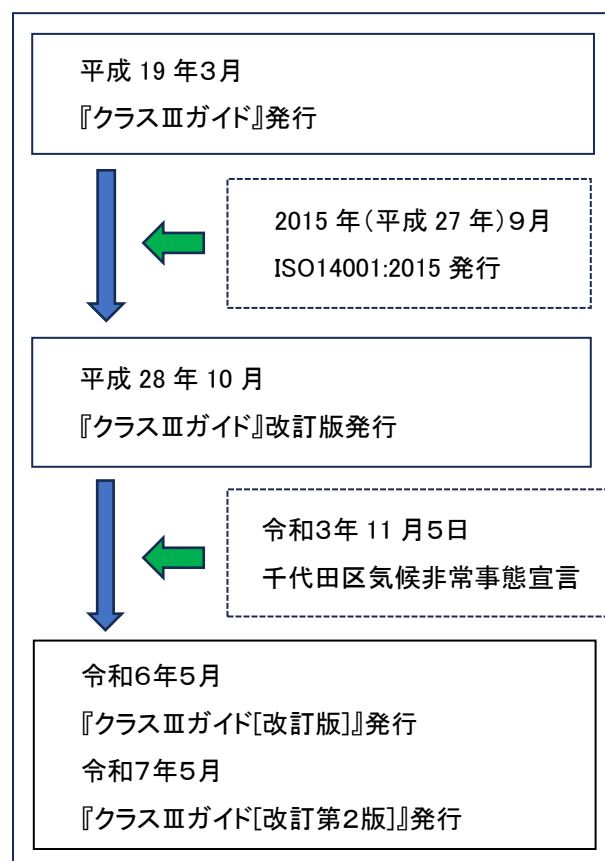 平成 19 年3月
『クラスⅢガイド』発行
2015 年(平成 27 年)9月
ISO14001:2015 発行
平成 28 年 10 月
『クラスⅢガイド』改訂版発行
令和3年 11 月5日
千代田区気候非常事態宣言
令和6年5月
『クラスⅢガイド[改訂版]』発行
令和7年5月
『クラスⅢガイド[改訂第2版]』発行